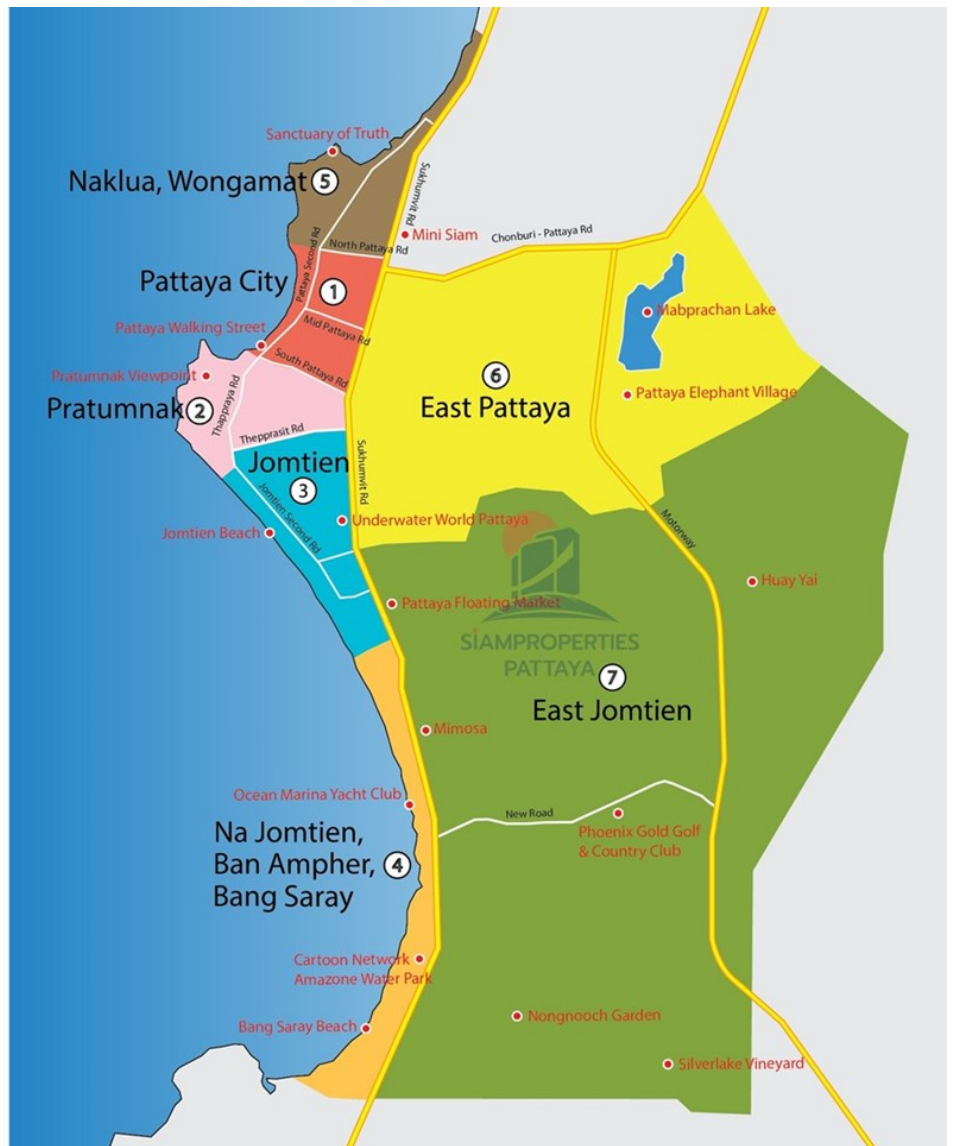 Sanctuary of Truth
Naklua, Wongamat 5
Sukhumvit Rd
Mini Siam
Chonburi - Pattaya Rd
North Pattaya Rd
Pattaya Second Rd
Pattaya City
1
Mabprachan Lake
Mid Pattaya Rd
Pattaya Walking Street
South Pattaya Rd
Pratumnak Viewpoint
Pratumnak 2
Thappraya Rd
6
East Pattaya
Pattaya Elephant Village
Thepprasit Rd
Jomtien
3
Sukhumvit Rd
Jomtien Second Rd
Jomtien Beach
Underwater World Pattaya
Motorway
Huay Yai
Pattaya Floating Market
SIAMPROPERTIES
PATTAYA
7
East Jomtien
Mimosa
Ocean Marina Yacht Club
New Road
Phoenix Gold Golf
& Country Club
Na Jomtien,
Ban Ampher,
Bang Saray
4
Cartoon Network
Amazone Water Park
Bang Saray Beach
Nongnooch Garden
Silverlake Vineyard